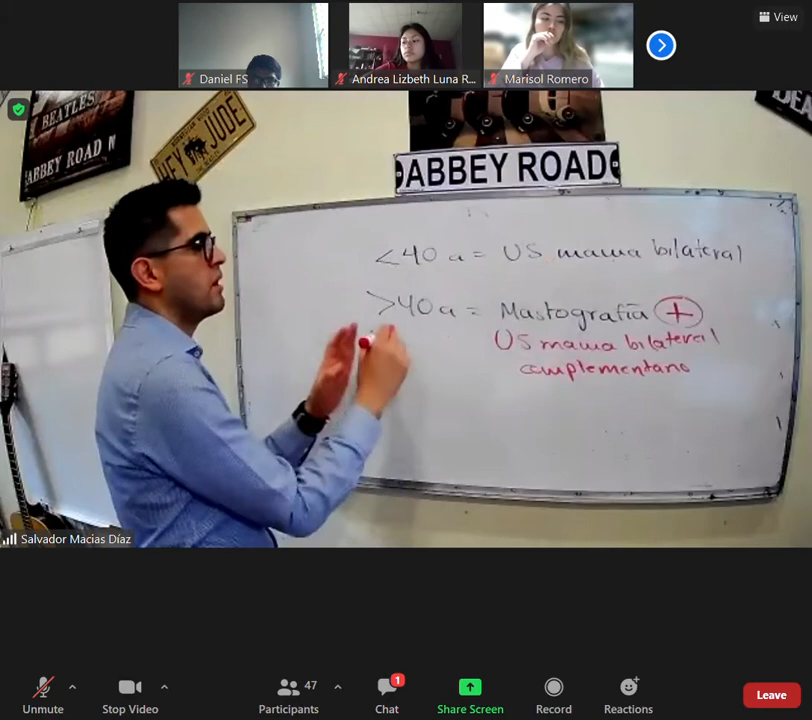 View
Daniel FS
Andrea Lizbeth Luna R...
Marisol Romero
BEATLES
ABBEY ROAD N
HEY JUDE
ABBEY ROAD
DEA
<40 a = US mama bilateral
>40a = Mastografía +
US mama bilateral
complementario
Salvador Macias Díaz
Unmute
Stop Video
Participants
47
Chat
1
Share Screen
Record
Reactions
Leave